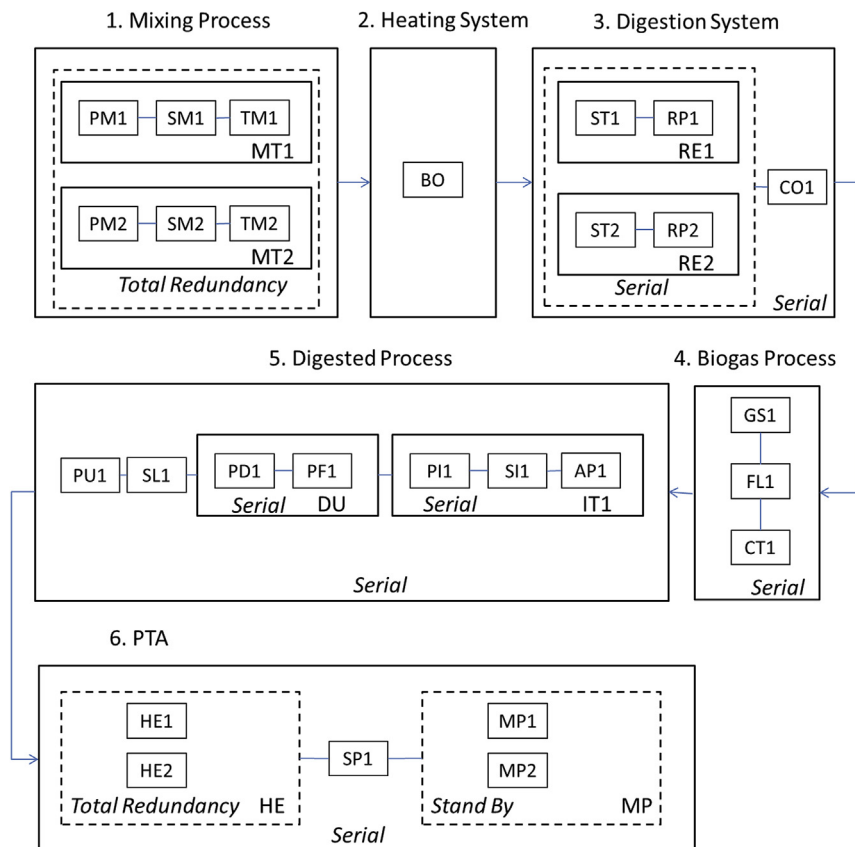 1. Mixing Process
2. Heating System
3. Digestion System
PM1 SM1 TM1
MT1
PM2 SM2 TM2
MT2
Total Redundancy
BO
ST1 RP1
RE1
ST2 RP2
RE2
Serial
CO1
Serial
5. Digested Process
4. Biogas Process
PU1 SL1
PD1 PF1
Serial DU
PI1 SI1 AP1
Serial IT1
Serial
GS1
FL1
CT1
Serial
6. PTA
HE1
HE2
Total Redundancy HE
SP1
MP1
MP2
Stand By MP
Serial